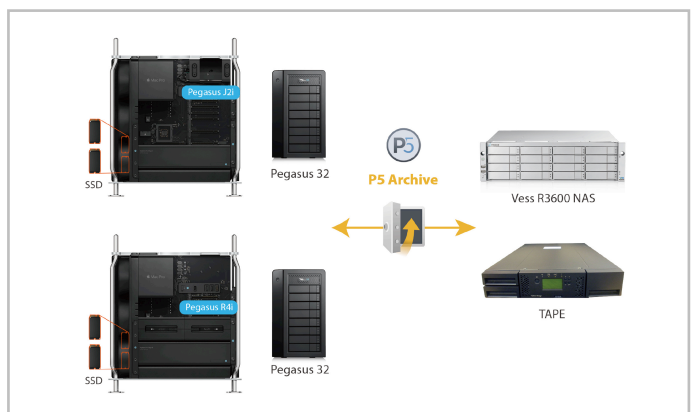 Pegasus J2i
SSD
Pegasus 32
P5
P5 Archive
Vess R3600 NAS
Pegasus R4i
SSD
Pegasus 32
TAPE